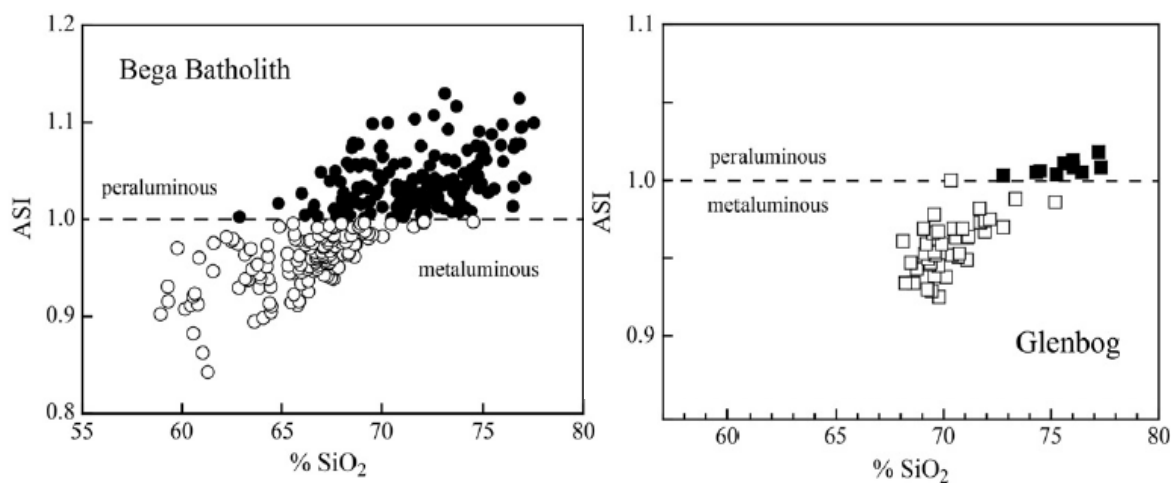 1.2
Bega Batholith
1.1
peraluminous
ASI
1.0
metaluminous
0.9
0.8
55
60
65
70
75
80
% SiO2
1.1
peraluminous
ASI
1.0
metaluminous
0.9
Glenbog
60
70
65
75
80
% SiO2